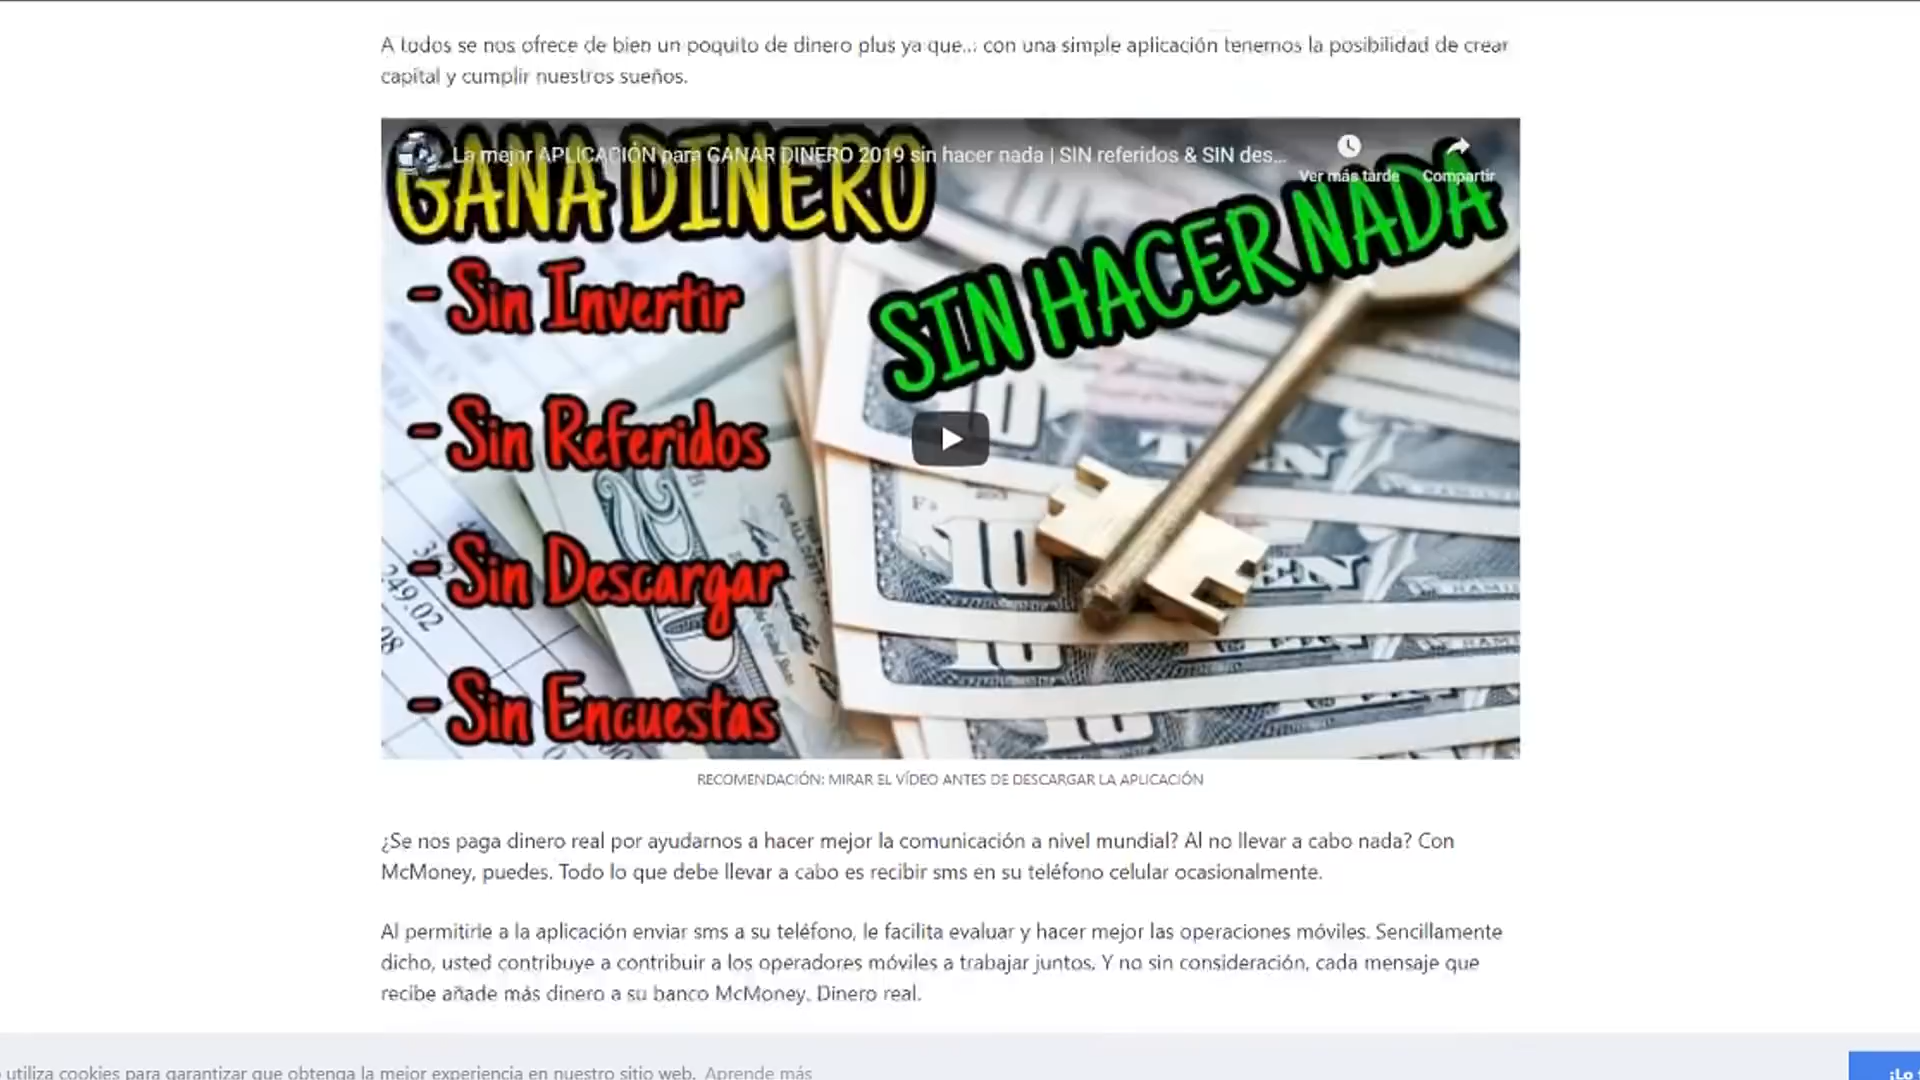 A todos se nos ofrece de bien un poquito de dinero plus ya que... con una simple aplicación tenemos la posibilidad de crear
capital y cumplir nuestros sueños.
La mejor APLICACIÓN para GANAR DINERO 2019 sin hacer nada | SIN referidos & SIN des...
Ver más tarde
Compartir
GANA DINERO
SIN HACER NADA
- Sin Invertir
- Sin Referidos
- Sin Descargar
- Sin Encuestas
RECOMENDACIÓN: MIRAR EL VÍDEO ANTES DE DESCARGAR LA APLICACIÓN
¿Se nos paga dinero real por ayudarnos a hacer mejor la comunicación a nivel mundial? Al no llevar a cabo nada? Con
McMoney, puedes. Todo lo que debe llevar a cabo es recibir sms en su teléfono celular ocasionalmente.
Al permitirle a la aplicación enviar sms a su teléfono, le facilita evaluar y hacer mejor las operaciones móviles. Sencillamente
dicho, usted contribuye a contribuir a los operadores móviles a trabajar juntos. Y no sin consideración, cada mensaje que
recibe añade más dinero a su banco McMoney. Dinero real.
utiliza cookies para garantizar que obtenga la mejor experiencia en nuestro sitio web. Aprende más
¡Lo